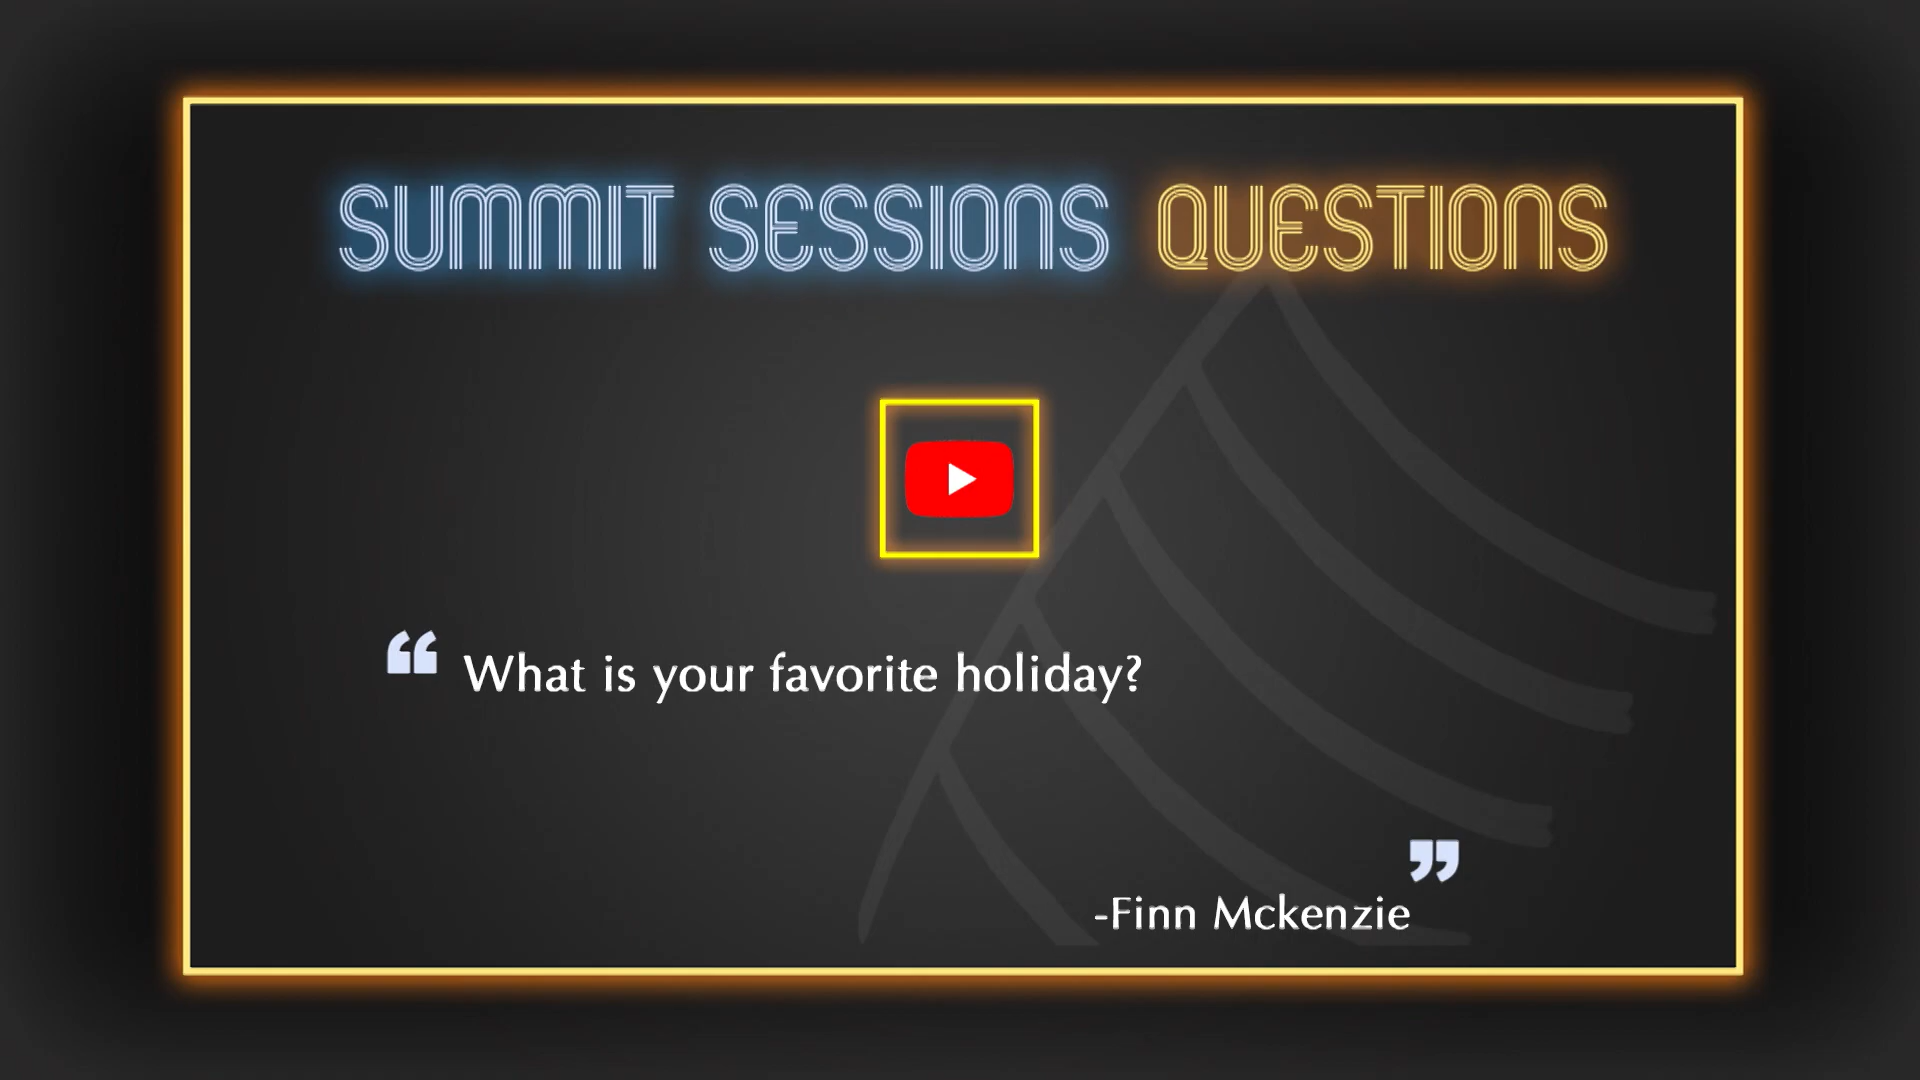 SUMMIT SESSIONS QUESTIONS
“ What is your favorite holiday?
”
-Finn Mckenzie